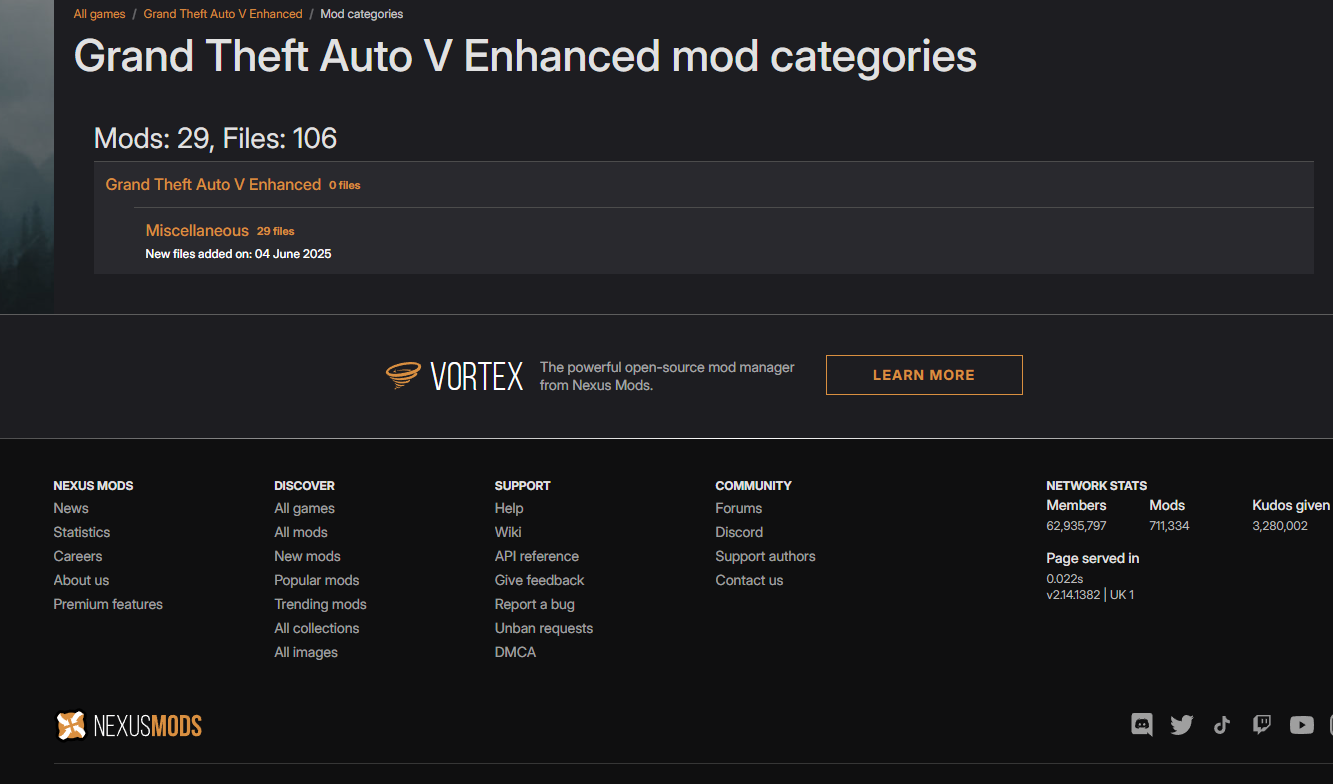 All games / Grand Theft Auto V Enhanced / Mod categories
Grand Theft Auto V Enhanced mod categories
Mods: 29, Files: 106
Grand Theft Auto V Enhanced 0 files
Miscellaneous 29 files
New files added on: 04 June 2025
VORTEX
The powerful open-source mod manager
from Nexus Mods.
LEARN MORE
NEXUS MODS
News
Statistics
Careers
About us
Premium features
DISCOVER
All games
All mods
New mods
Popular mods
Trending mods
All collections
All images
SUPPORT
Help
Wiki
API reference
Give feedback
Report a bug
Unban requests
DMCA
COMMUNITY
Forums
Discord
Support authors
Contact us
NETWORK STATS
Members Mods Kudos given
62,935,797 711,334 3,280,002
Page served in
0.022s
v2.14.1382 | UK 1
NEXUSMODS